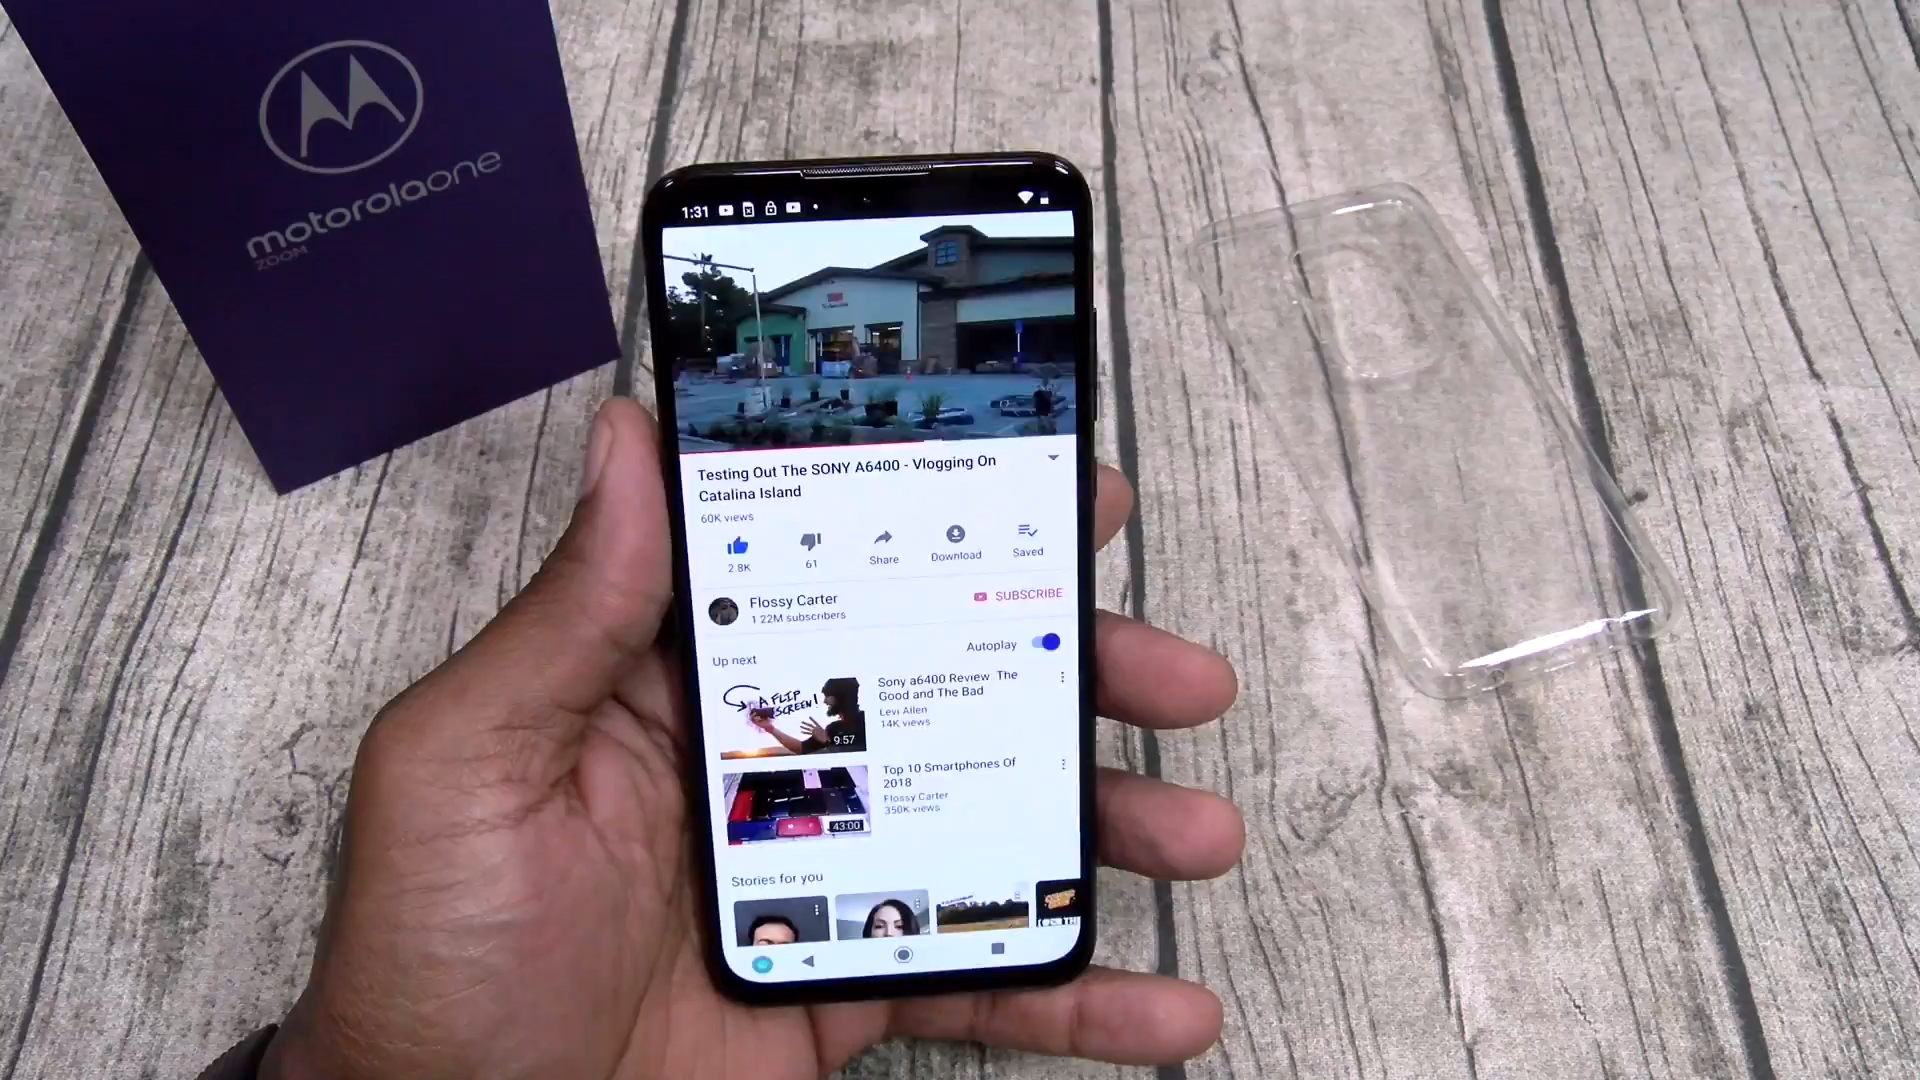 motorola one
ZOOM
1:31
Testing Out The SONY A6400 - Vlogging On
Catalina Island
60K views
2.8K
61
Share
Download
Saved
Flossy Carter
1.22M subscribers
SUBSCRIBE
Autoplay
Up next
A FLIP
SCREEN!
9:57
Sony a6400 Review The
Good and The Bad
Levi Allen
14K views
43:00
Top 10 Smartphones Of
2018
Flossy Carter
350K views
Stories for you